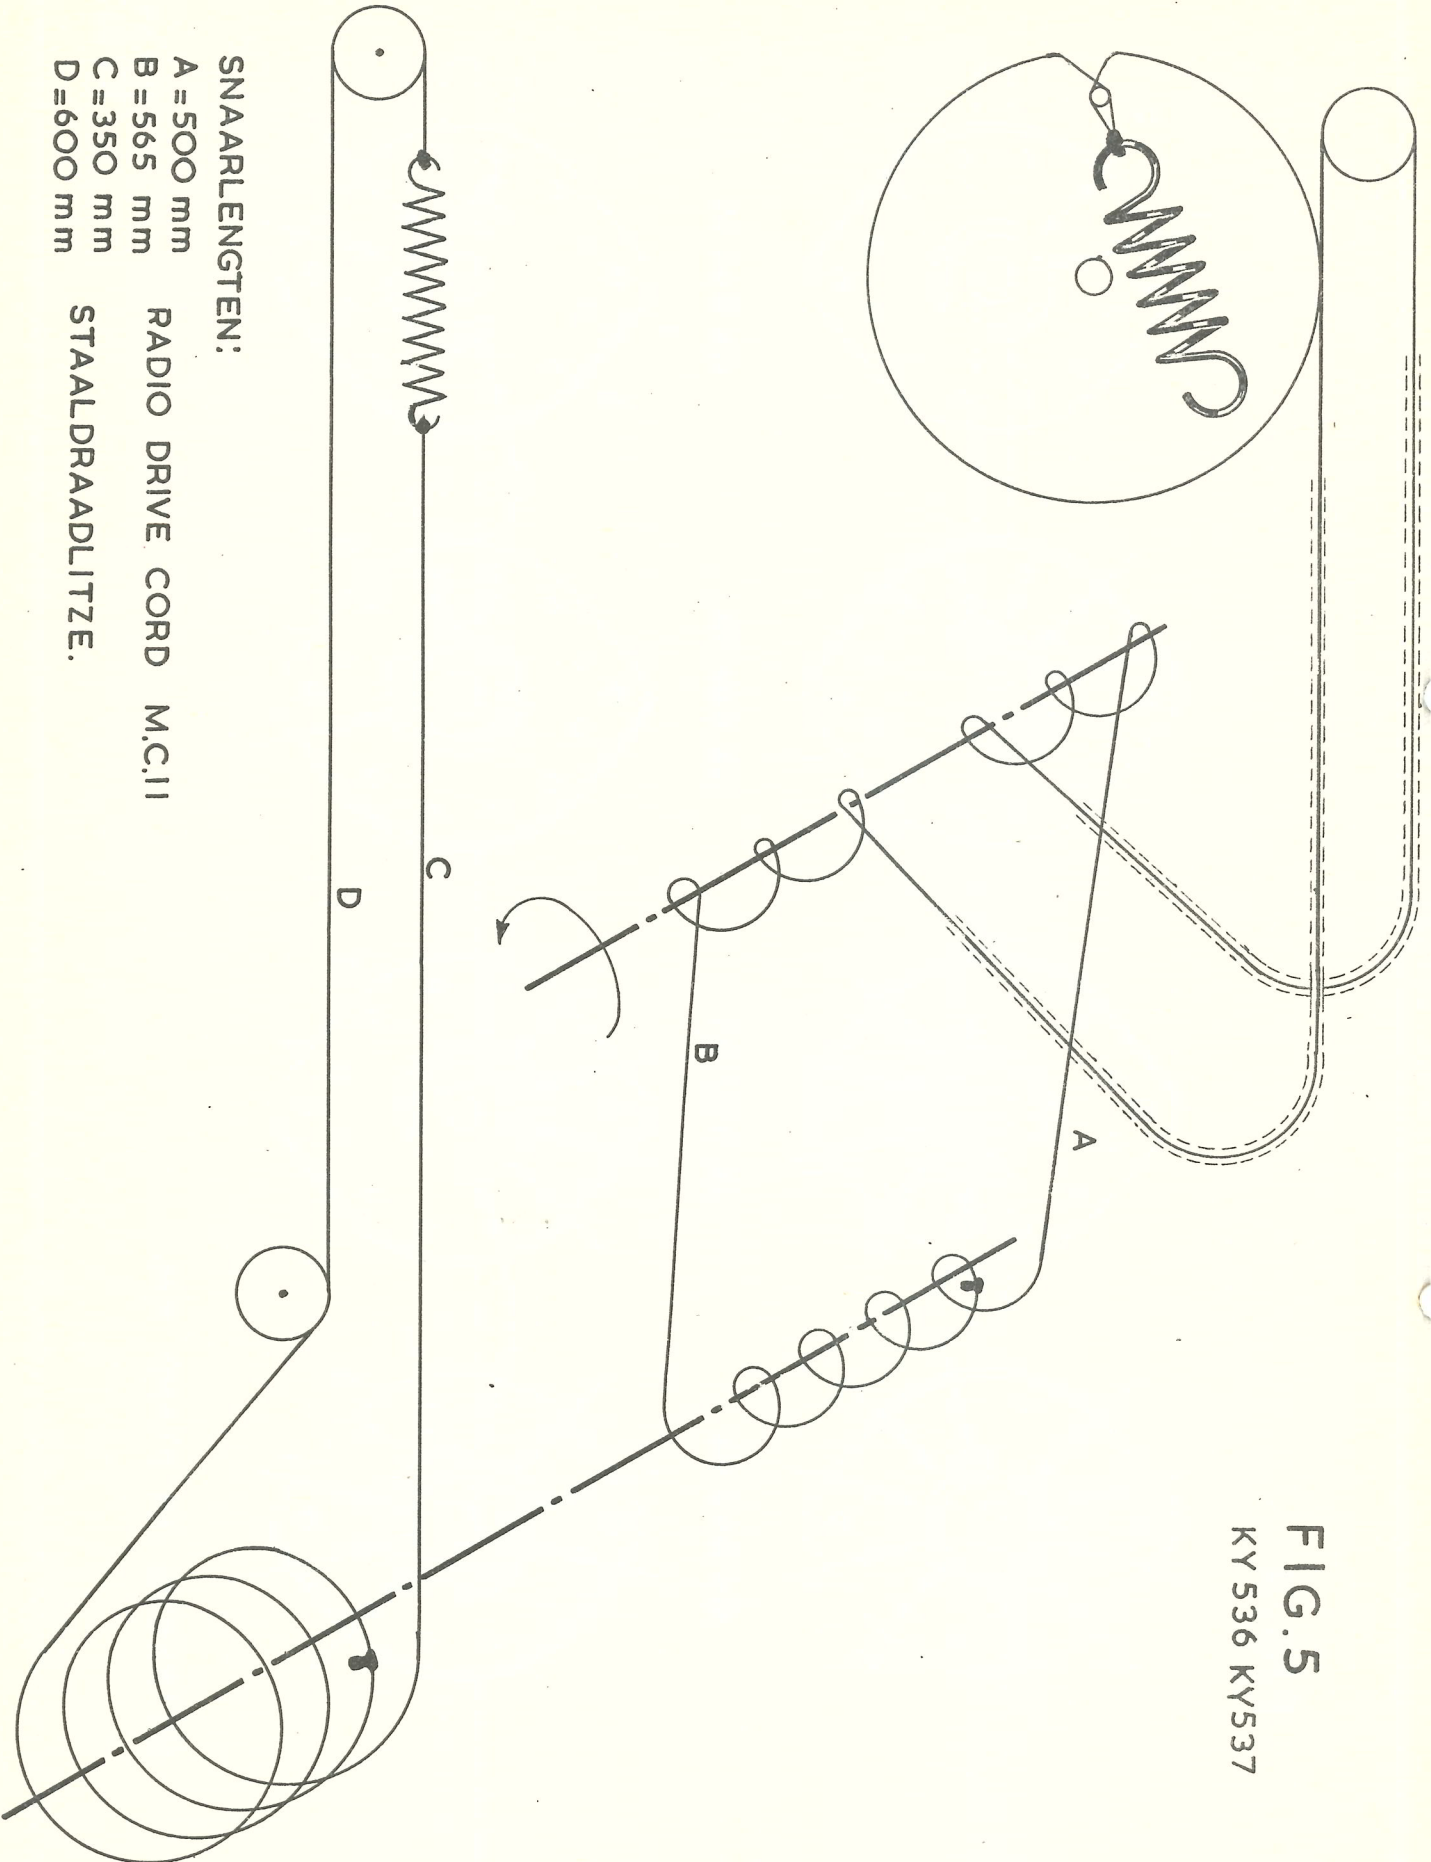 FIG.5
KY 536 KY537
A
B
C
D
SNAARLENGTEN:
A=500 mm
B=565 mm RADIO DRIVE CORD M.C.11
C=350 mm
D=600 mm STAALDRAADLITZE.